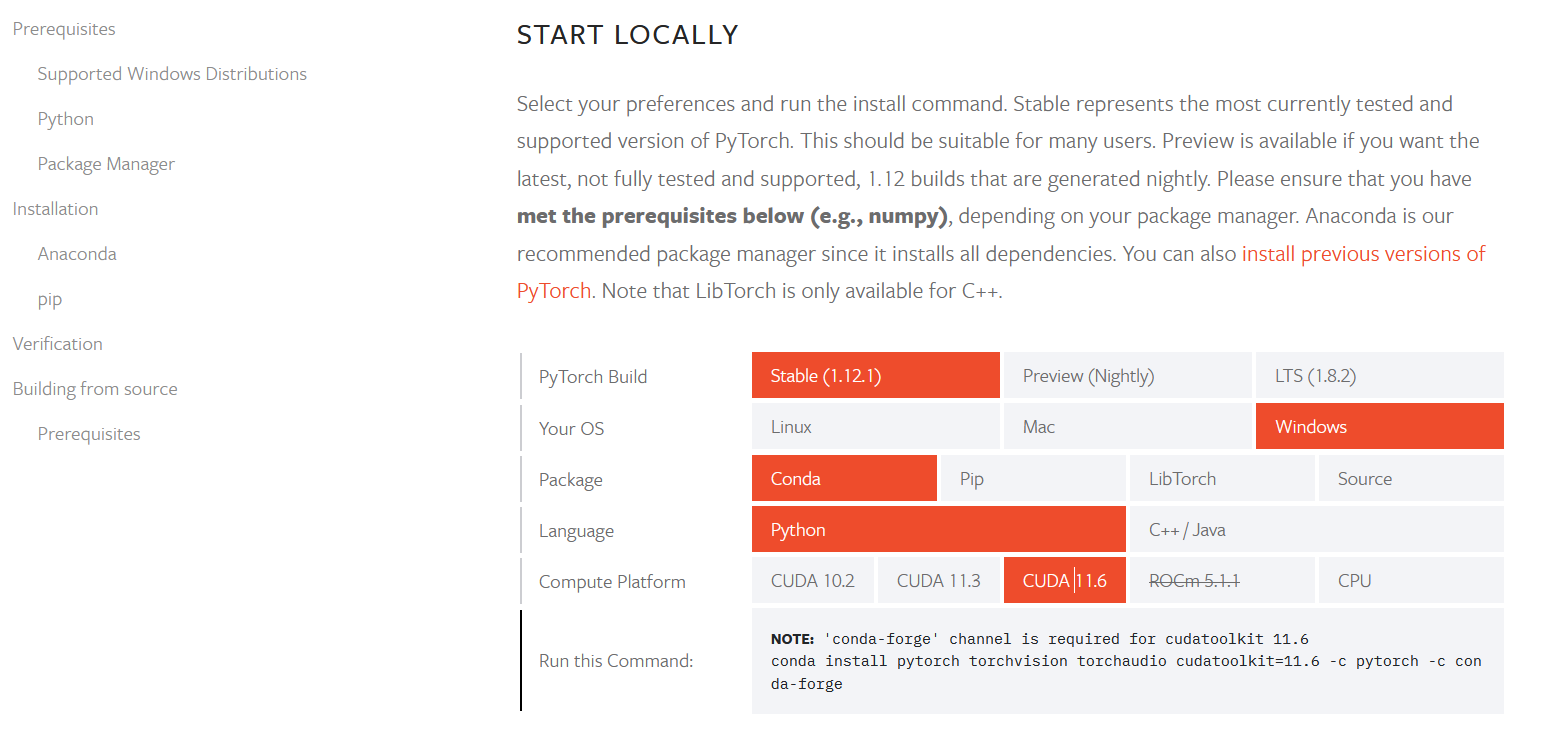 Prerequisites
Supported Windows Distributions
Python
Package Manager
Installation
Anaconda
pip
Verification
Building from source
Prerequisites
START LOCALLY
Select your preferences and run the install command. Stable represents the most currently tested and
supported version of PyTorch. This should be suitable for many users. Preview is available if you want the
latest, not fully tested and supported, 1.12 builds that are generated nightly. Please ensure that you have
met the prerequisites below (e.g., numpy), depending on your package manager. Anaconda is our
recommended package manager since it installs all dependencies. You can also install previous versions of
PyTorch. Note that LibTorch is only available for C++.
PyTorch Build Stable (1.12.1) Preview (Nightly) LTS (1.8.2)
Your OS Linux Mac Windows
Package Conda Pip LibTorch Source
Language Python C++ / Java
Compute Platform CUDA 10.2 CUDA 11.3 CUDA 11.6 ROCm 5.1.1 CPU
NOTE: 'conda-forge' channel is required for cudatoolkit 11.6
Run this Command: conda install pytorch torchvision torchaudio cudatoolkit=11.6 -c pytorch -c con
da-forge